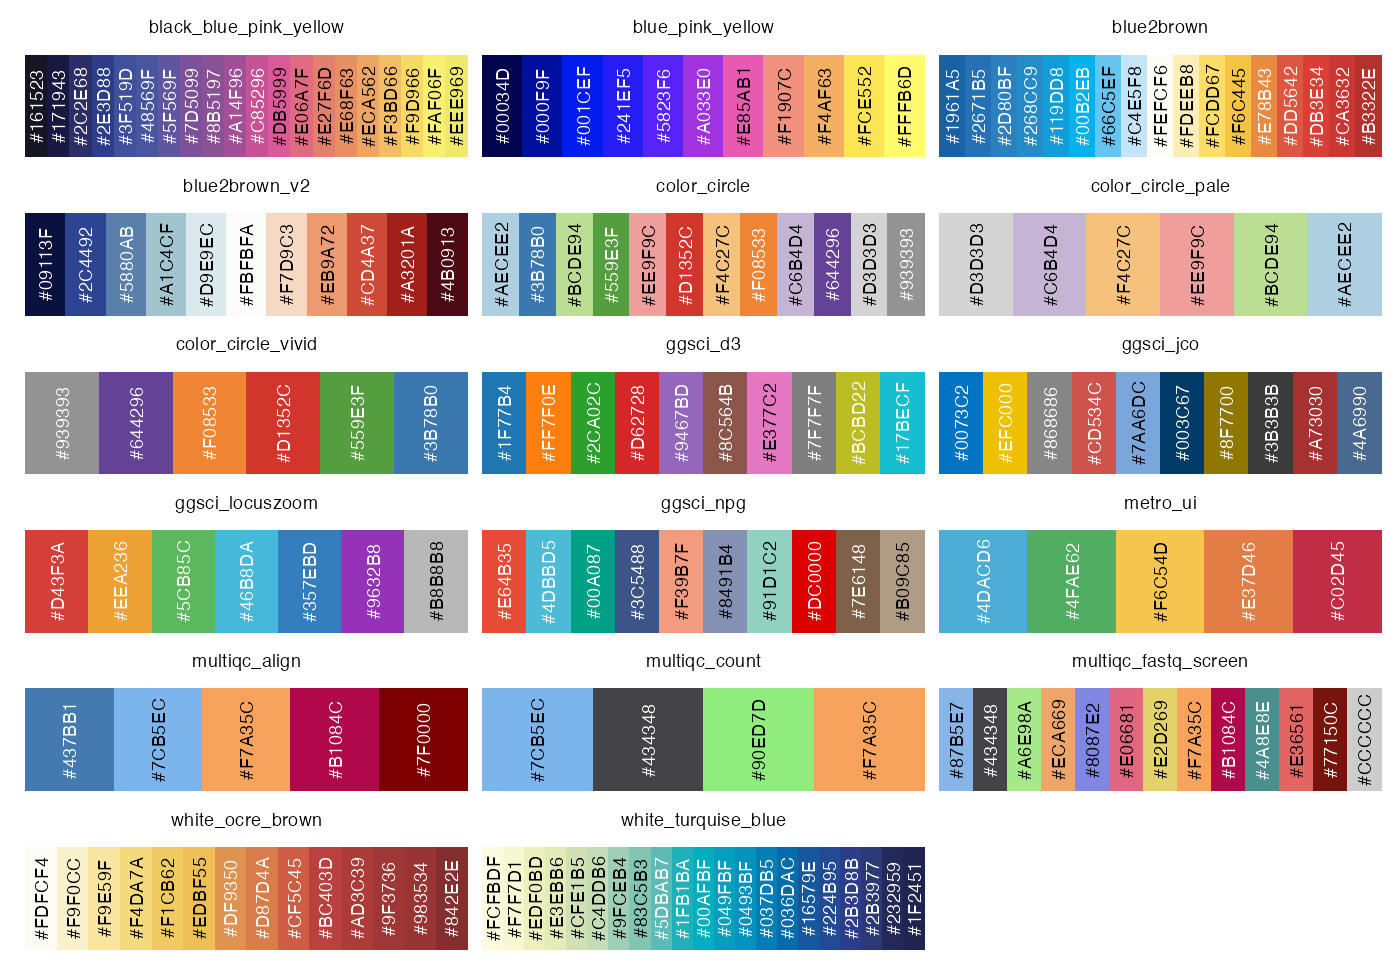 black_blue_pink_yellow
#161523
#171943
#2C2E68
#2E3D88
#3F519D
#48569F
#5F569F
#7D5099
#8B5197
#A14F96
#C85296
#DB5999
#E06A7F
#E27F6D
#E68F63
#ECA562
#F3BD66
#F9D966
#FAF06F
#EEE969
blue_pink_yellow
#00034D
#000F9F
#001CEF
#241EF5
#5823F6
#A033E0
#E85AB1
#F1907C
#F4AF63
#FCE552
#FFFB6D
blue2brown
#1961A5
#2671B5
#2D80BF
#268CC9
#119DD8
#00B2EB
#66C5EF
#C4E5F8
#FEFCF6
#FDEEB8
#FCDD67
#F6C445
#E78B43
#DD5642
#DB3E34
#CA3632
#B3322E
blue2brown_v2
#09113F
#2C4492
#5880AB
#A1C4CF
#D9E9EC
#FBFBFA
#F7D9C3
#EB9A72
#CD4A37
#A3201A
#4B0913
color_circle
#AECEE2
#3B78B0
#BCDE94
#559E3F
#EE9F9C
#D1352C
#F4C27C
#F08533
#C6B4D4
#644296
#D3D3D3
#939393
color_circle_pale
#D3D3D3
#C6B4D4
#F4C27C
#EE9F9C
#BCDE94
#AECEE2
color_circle_vivid
#939393
#644296
#F08533
#D1352C
#559E3F
#3B78B0
ggsci_d3
#1F77B4
#FF7F0E
#2CA02C
#D62728
#9467BD
#8C564B
#E377C2
#7F7F7F
#BCBD22
#17BECF
ggsci_jco
#0073C2
#EFC000
#868686
#CD534C
#7AA6DC
#003C67
#8F7700
#3B3B3B
#A73030
#4A6990
ggsci_locuszoom
#D43F3A
#EEA236
#5CB85C
#46B8DA
#357EBD
#9632B8
#B8B8B8
ggsci_npg
#E64B35
#4DBBD5
#00A087
#3C5488
#F39B7F
#8491B4
#91D1C2
#DC0000
#7E6148
#B09C85
metro_ui
#4DACD6
#4FAE62
#F6C54D
#E37D46
#C02D45
multiqc_align
#437BB1
#7CB5EC
#F7A35C
#B1084C
#7F0000
multiqc_count
#7CB5EC
#434348
#90ED7D
#F7A35C
multiqc_fastq_screen
#87B5E7
#434348
#A6E98A
#ECA669
#8087E2
#E06681
#E2D269
#F7A35C
#B1084C
#4A8E8E
#E36561
#77150C
#CCCCCC
white_ocre_brown
#FDFCF4
#F9F0CC
#F9E59F
#F4DA7A
#F1CB62
#EDBF55
#DF9350
#D87D4A
#CF5C45
#BC403D
#AD3C39
#9F3736
#983534
#842E2E
white_turquise_blue
#FCFBDF
#F7F7D1
#EDF0BD
#E3EBB6
#CFE1B5
#C4DDB6
#9FCEB4
#83C5B3
#5DBAB7
#1FB1BA
#00AFBF
#049FBF
#0493BF
#037DB5
#036DAC
#16579E
#224B95
#2B3D8B
#2B3977
#232959
#1F2451